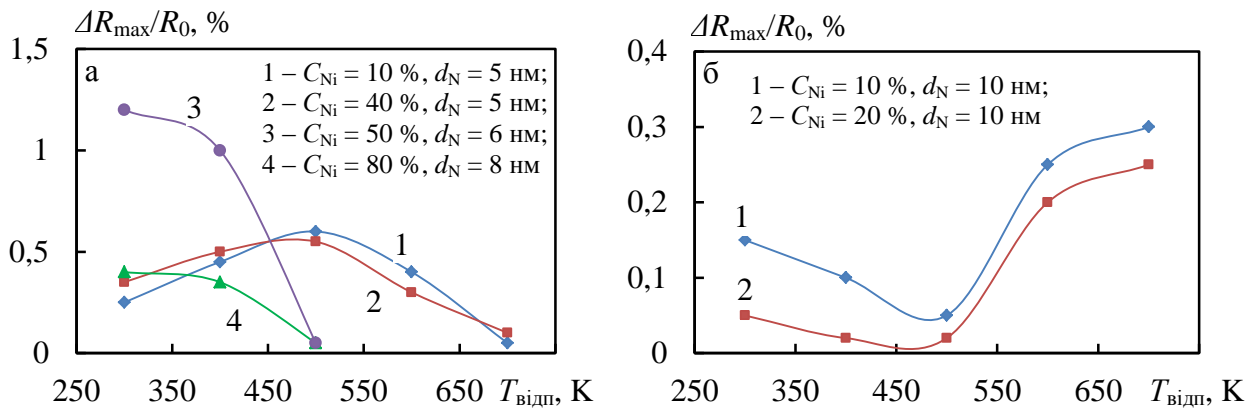 ΔRmax/R0, %
1,5
а
1 – CNi = 10 %, dN = 5 нм;
2 – CNi = 40 %, dN = 5 нм;
3 – CNi = 50 %, dN = 6 нм;
4 – CNi = 80 %, dN = 8 нм
3
1
0,5
1
2
4
0
250 350 450 550 650 Tвідп, К
ΔRmax/R0, %
0,4
б
1 – CNi = 10 %, dN = 10 нм;
2 – CNi = 20 %, dN = 10 нм
0,3
0,2
1
0,1
2
0
250 350 450 550 650 Tвідп, К